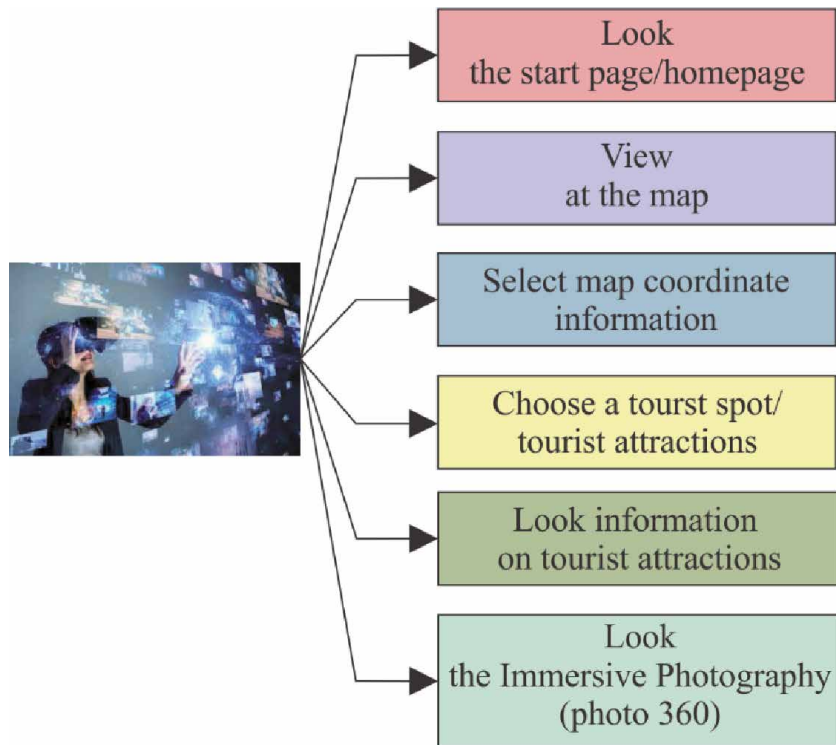 Look
the start page/homepage
View
at the map
Select map coordinate
information
Choose a tourst spot/
tourist attractions
Look information
on tourist attractions
Look
the Immersive Photography
(photo 360)